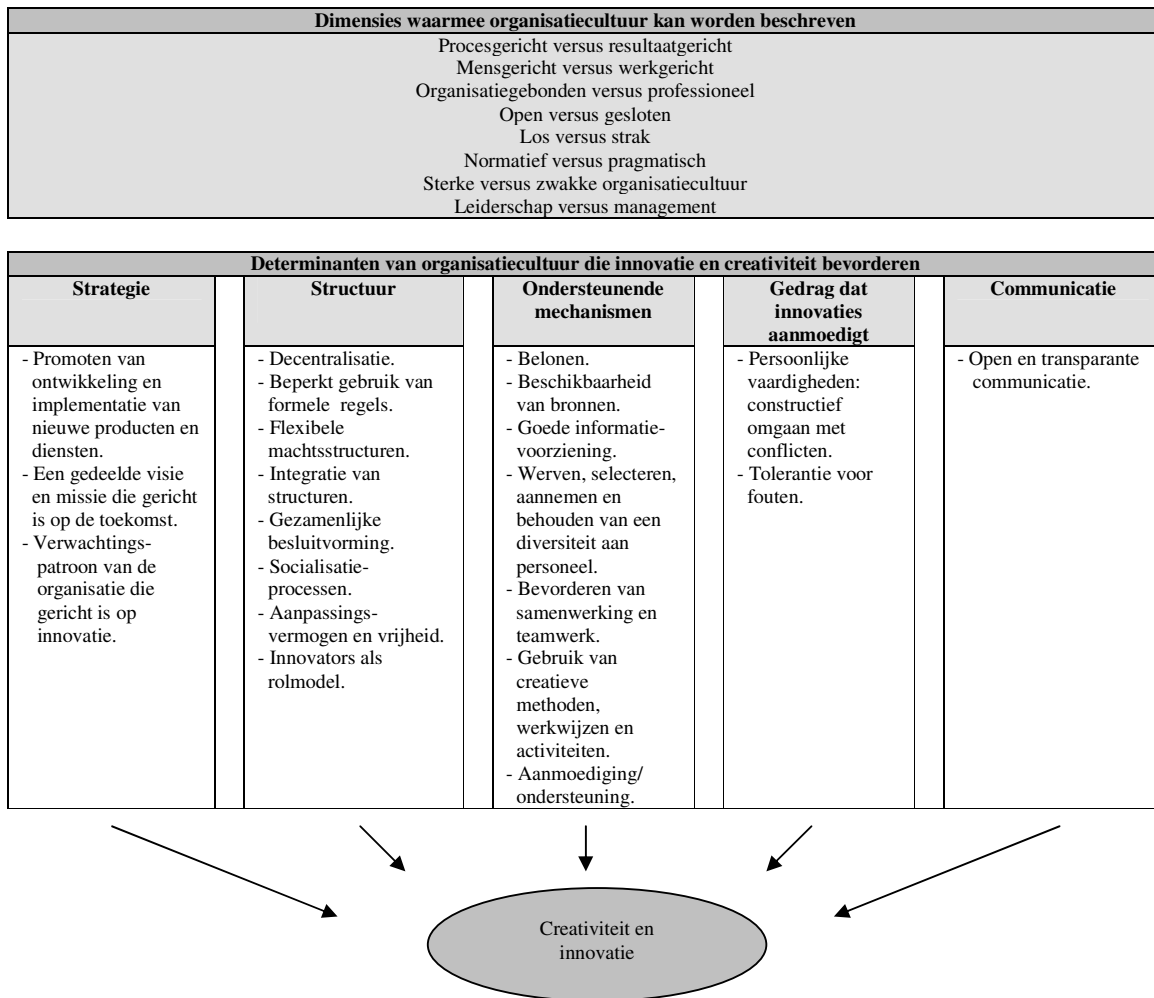 Dimensies waarmee organisatiecultuur kan worden beschreven
Procesgericht versus resultaatgericht
Mensgericht versus werkgericht
Organisatiegebonden versus professioneel
Open versus gesloten
Los versus strak
Normatief versus pragmatisch
Sterke versus zwakke organisatiecultuur
Leiderschap versus management
Determinanten van organisatiecultuur die innovatie en creativiteit bevorderen
Strategie
- Promoten van
ontwikkeling en
implementatie van
nieuwe producten en
diensten.
- Een gedeelde visie
en missie die gericht
is op de toekomst.
- Verwachtings-
patroon van de
organisatie die
gericht is op
innovatie.
Structuur
- Decentralisatie.
- Beperkt gebruik van
formele regels.
- Flexibele
machtsstructuren.
- Integratie van
structuren.
- Gezamenlijke
besluitvorming.
- Socialisatie-
processen.
- Aanpassings-
vermogen en vrijheid.
- Innovators als
rolmodel.
Ondersteunende
mechanismen
- Belonen.
- Beschikbaarheid
van bronnen.
- Goede informatie-
voorziening.
- Werven, selecteren,
aannemen en
behouden van een
diversiteit aan
personeel.
- Bevorderen van
samenwerking en
teamwerk.
- Gebruik van
creatieve
methoden,
werkwijzen en
activiteiten.
- Aanmoediging/
ondersteuning.
Gedrag dat
innovaties
aanmoedigt
- Persoonlijke
vaardigheden:
constructief
omgaan met
conflicten.
- Tolerantie voor
fouten.
Communicatie
- Open en transparante
communicatie.
Creativiteit en
innovatie